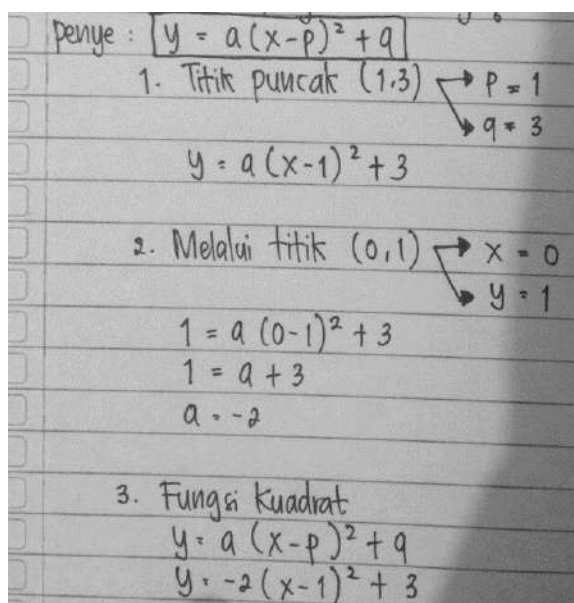 Penye : y = a(x-p)² + q
1. Titik puncak (1,3) → p = 1
→ q = 3
y = a(x-1)² + 3
2. Melalui titik (0,1) → x = 0
→ y = 1
1 = a(0-1)² + 3
1 = a + 3
a = -2
3. Fungsi Kuadrat
y = a(x-p)² + q
y = -2(x-1)² + 3